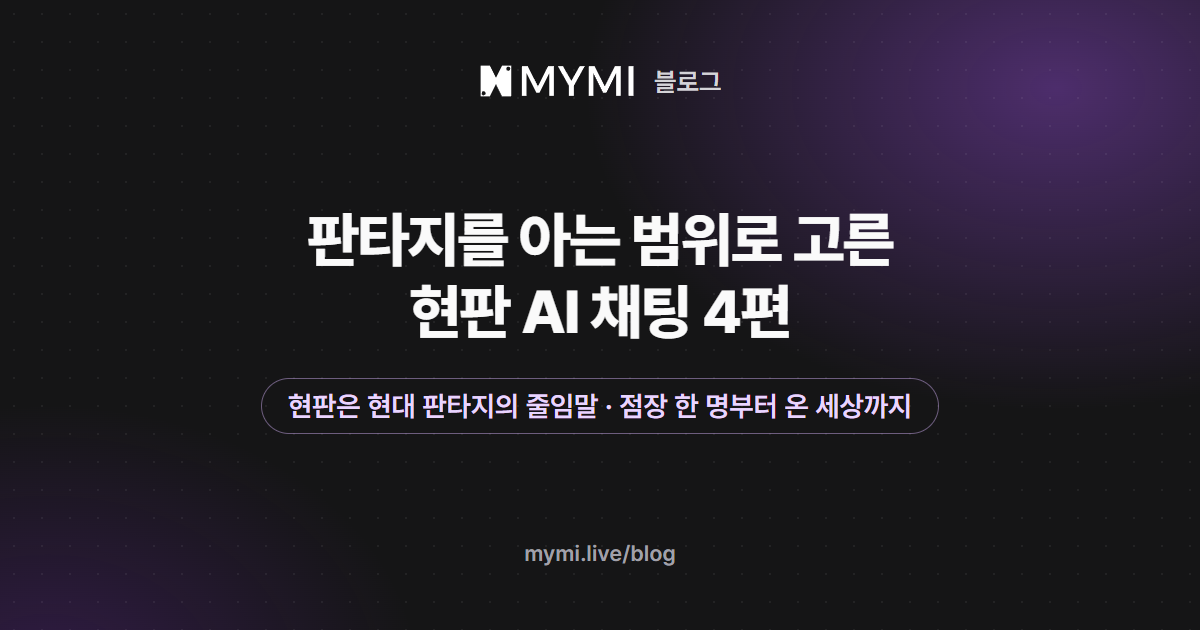 MYMI 블로그
판타지를 아는 범위로 고른
현판 AI 채팅 4편
현판은 현대 판타지의 줄임말 · 점장 한 명부터 온 세상까지
mymi.live/blog